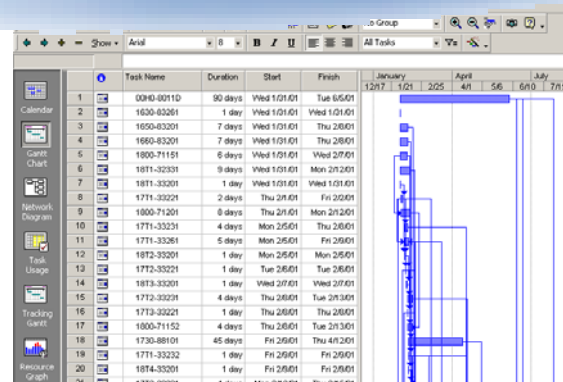 to Group
Show Arial 8 B I U All Tasks
Task Name Duration Start Finish January April July
12/17 1/21 2/25 4/1 5/6 6/10
1 00H0-8011D 90 days Wed 1/31/01 Tue 6/5/01
2 1630-83261 1 day Wed 1/31/01 Wed 1/31/01
3 1650-83201 7 days Wed 1/31/01 Thu 2/8/01
4 1660-83201 7 days Wed 1/31/01 Thu 2/8/01
5 1800-71151 6 days Wed 1/31/01 Wed 2/7/01
6 18T1-32331 9 days Wed 1/31/01 Mon 2/12/01
7 18T1-33201 1 day Wed 1/31/01 Wed 1/31/01
8 17T1-33221 2 days Thu 2/1/01 Fri 2/2/01
9 1800-71201 8 days Thu 2/1/01 Mon 2/12/01
10 17T1-33231 4 days Mon 2/5/01 Thu 2/8/01
11 17T1-33261 5 days Mon 2/5/01 Fri 2/9/01
12 18T2-33201 1 day Mon 2/5/01 Mon 2/5/01
13 17T2-33221 1 day Tue 2/6/01 Tue 2/6/01
14 18T3-33201 1 day Wed 2/7/01 Wed 2/7/01
15 17T2-33231 4 days Thu 2/8/01 Tue 2/13/01
16 17T3-33221 1 day Thu 2/8/01 Thu 2/8/01
17 1800-71152 4 days Thu 2/8/01 Tue 2/13/01
18 1730-88101 45 days Fri 2/9/01 Thu 4/12/01
19 17T1-33232 1 day Fri 2/9/01 Fri 2/9/01
20 18T4-33201 1 day Fri 2/9/01 Fri 2/9/01
Calendar
Gantt
Chart
Network
Diagram
Task
Usage
Tracking
Gantt
Resource
Graph